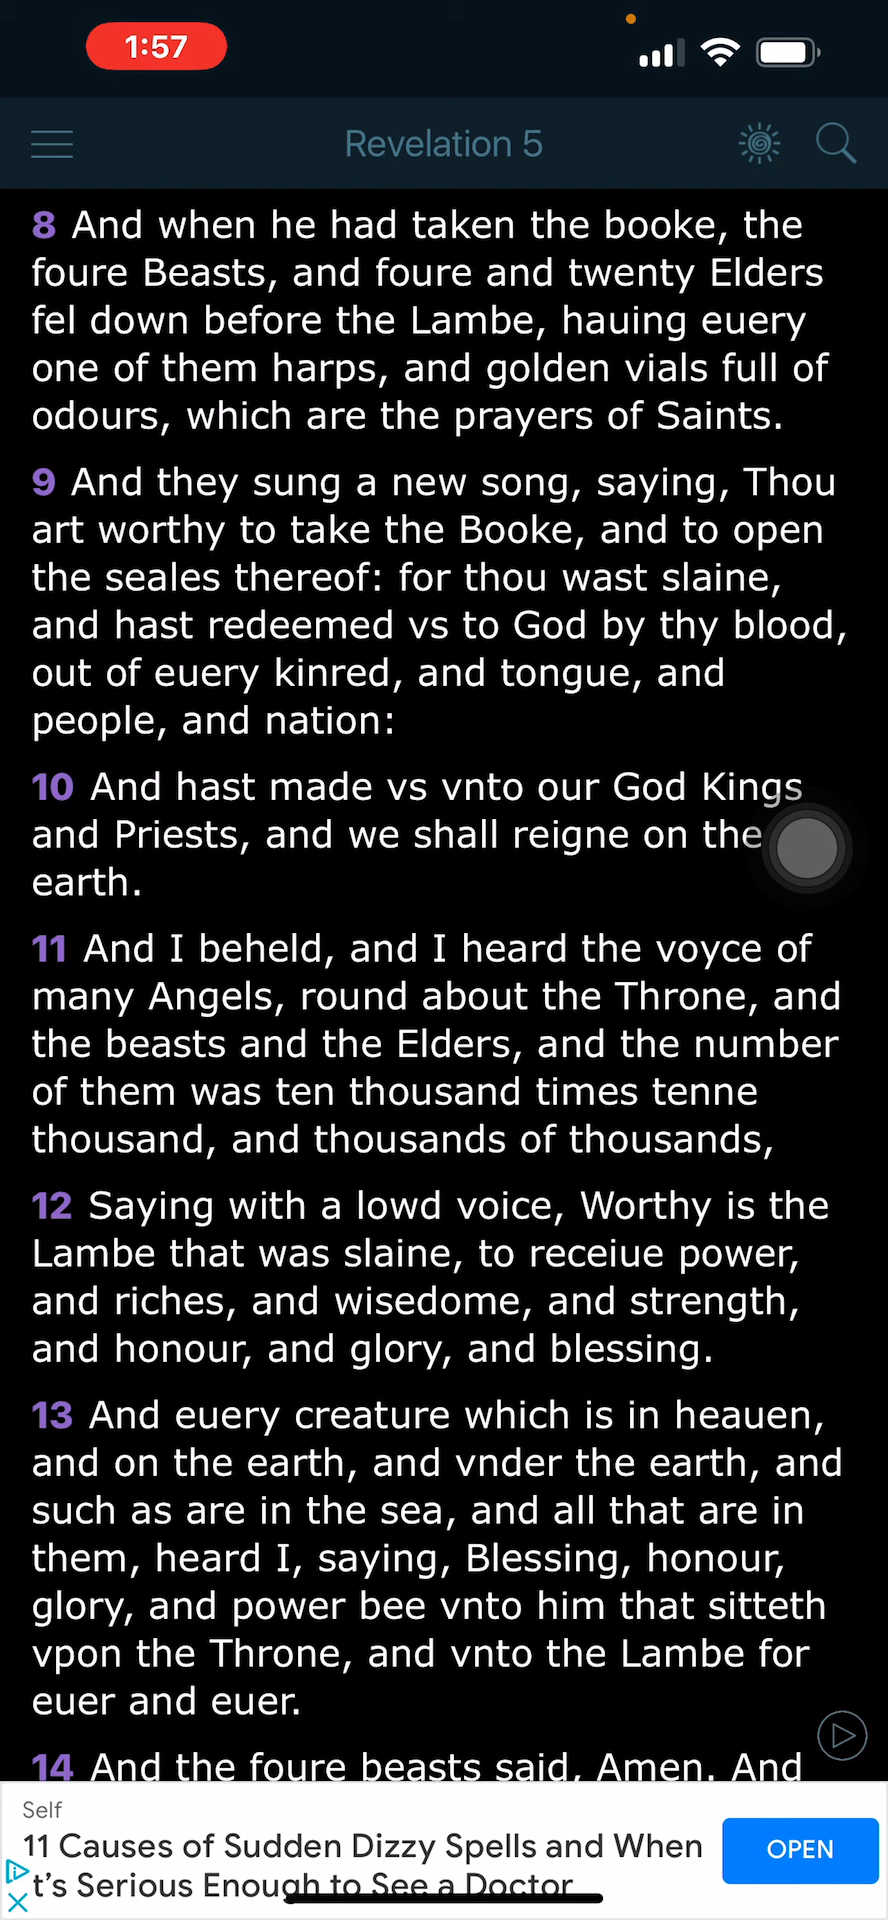 1:57
Revelation 5
8 And when he had taken the booke, the
foure Beasts, and foure and twenty Elders
fel down before the Lambe, hauing euery
one of them harps, and golden vials full of
odours, which are the prayers of Saints.
9 And they sung a new song, saying, Thou
art worthy to take the Booke, and to open
the seales thereof: for thou wast slaine,
and hast redeemed vs to God by thy blood,
out of euery kinred, and tongue, and
people, and nation:
10 And hast made vs vnto our God Kings
and Priests, and we shall reigne on the
earth.
11 And I beheld, and I heard the voyce of
many Angels, round about the Throne, and
the beasts and the Elders, and the number
of them was ten thousand times tenne
thousand, and thousands of thousands,
12 Saying with a lowd voice, Worthy is the
Lambe that was slaine, to receiue power,
and riches, and wisedome, and strength,
and honour, and glory, and blessing.
13 And euery creature which is in heauen,
and on the earth, and vnder the earth, and
such as are in the sea, and all that are in
them, heard I, saying, Blessing, honour,
glory, and power bee vnto him that sitteth
vpon the Throne, and vnto the Lambe for
euer and euer.
14 And the foure beasts said, Amen. And
Self
11 Causes of Sudden Dizzy Spells and When
t's Serious Enough to See a Doctor
OPEN